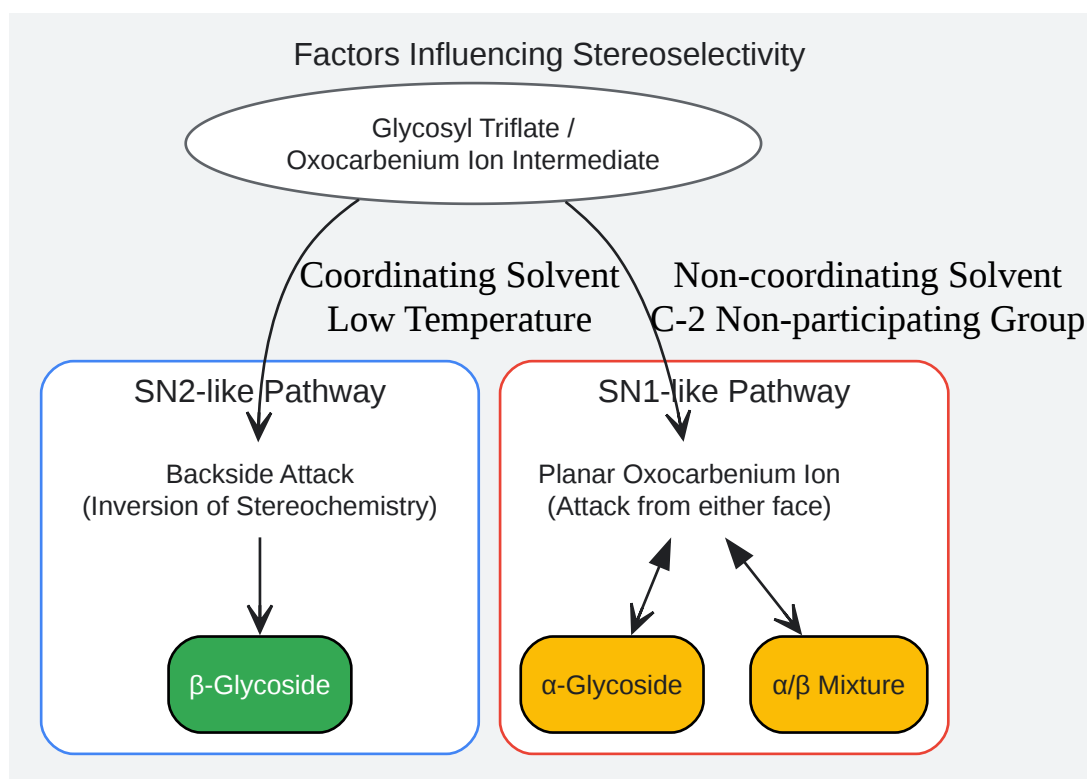 Factors Influencing Stereoselectivity
Glycosyl Triflate /
Oxocarbenium Ion Intermediate
Coordinating Solvent
Low Temperature
Non-coordinating Solvent
C-2 Non-participating Group
SN2-like Pathway
Backside Attack
(Inversion of Stereochemistry)
β-Glycoside
SN1-like Pathway
Planar Oxocarbenium Ion
(Attack from either face)
α-Glycoside
α/β Mixture